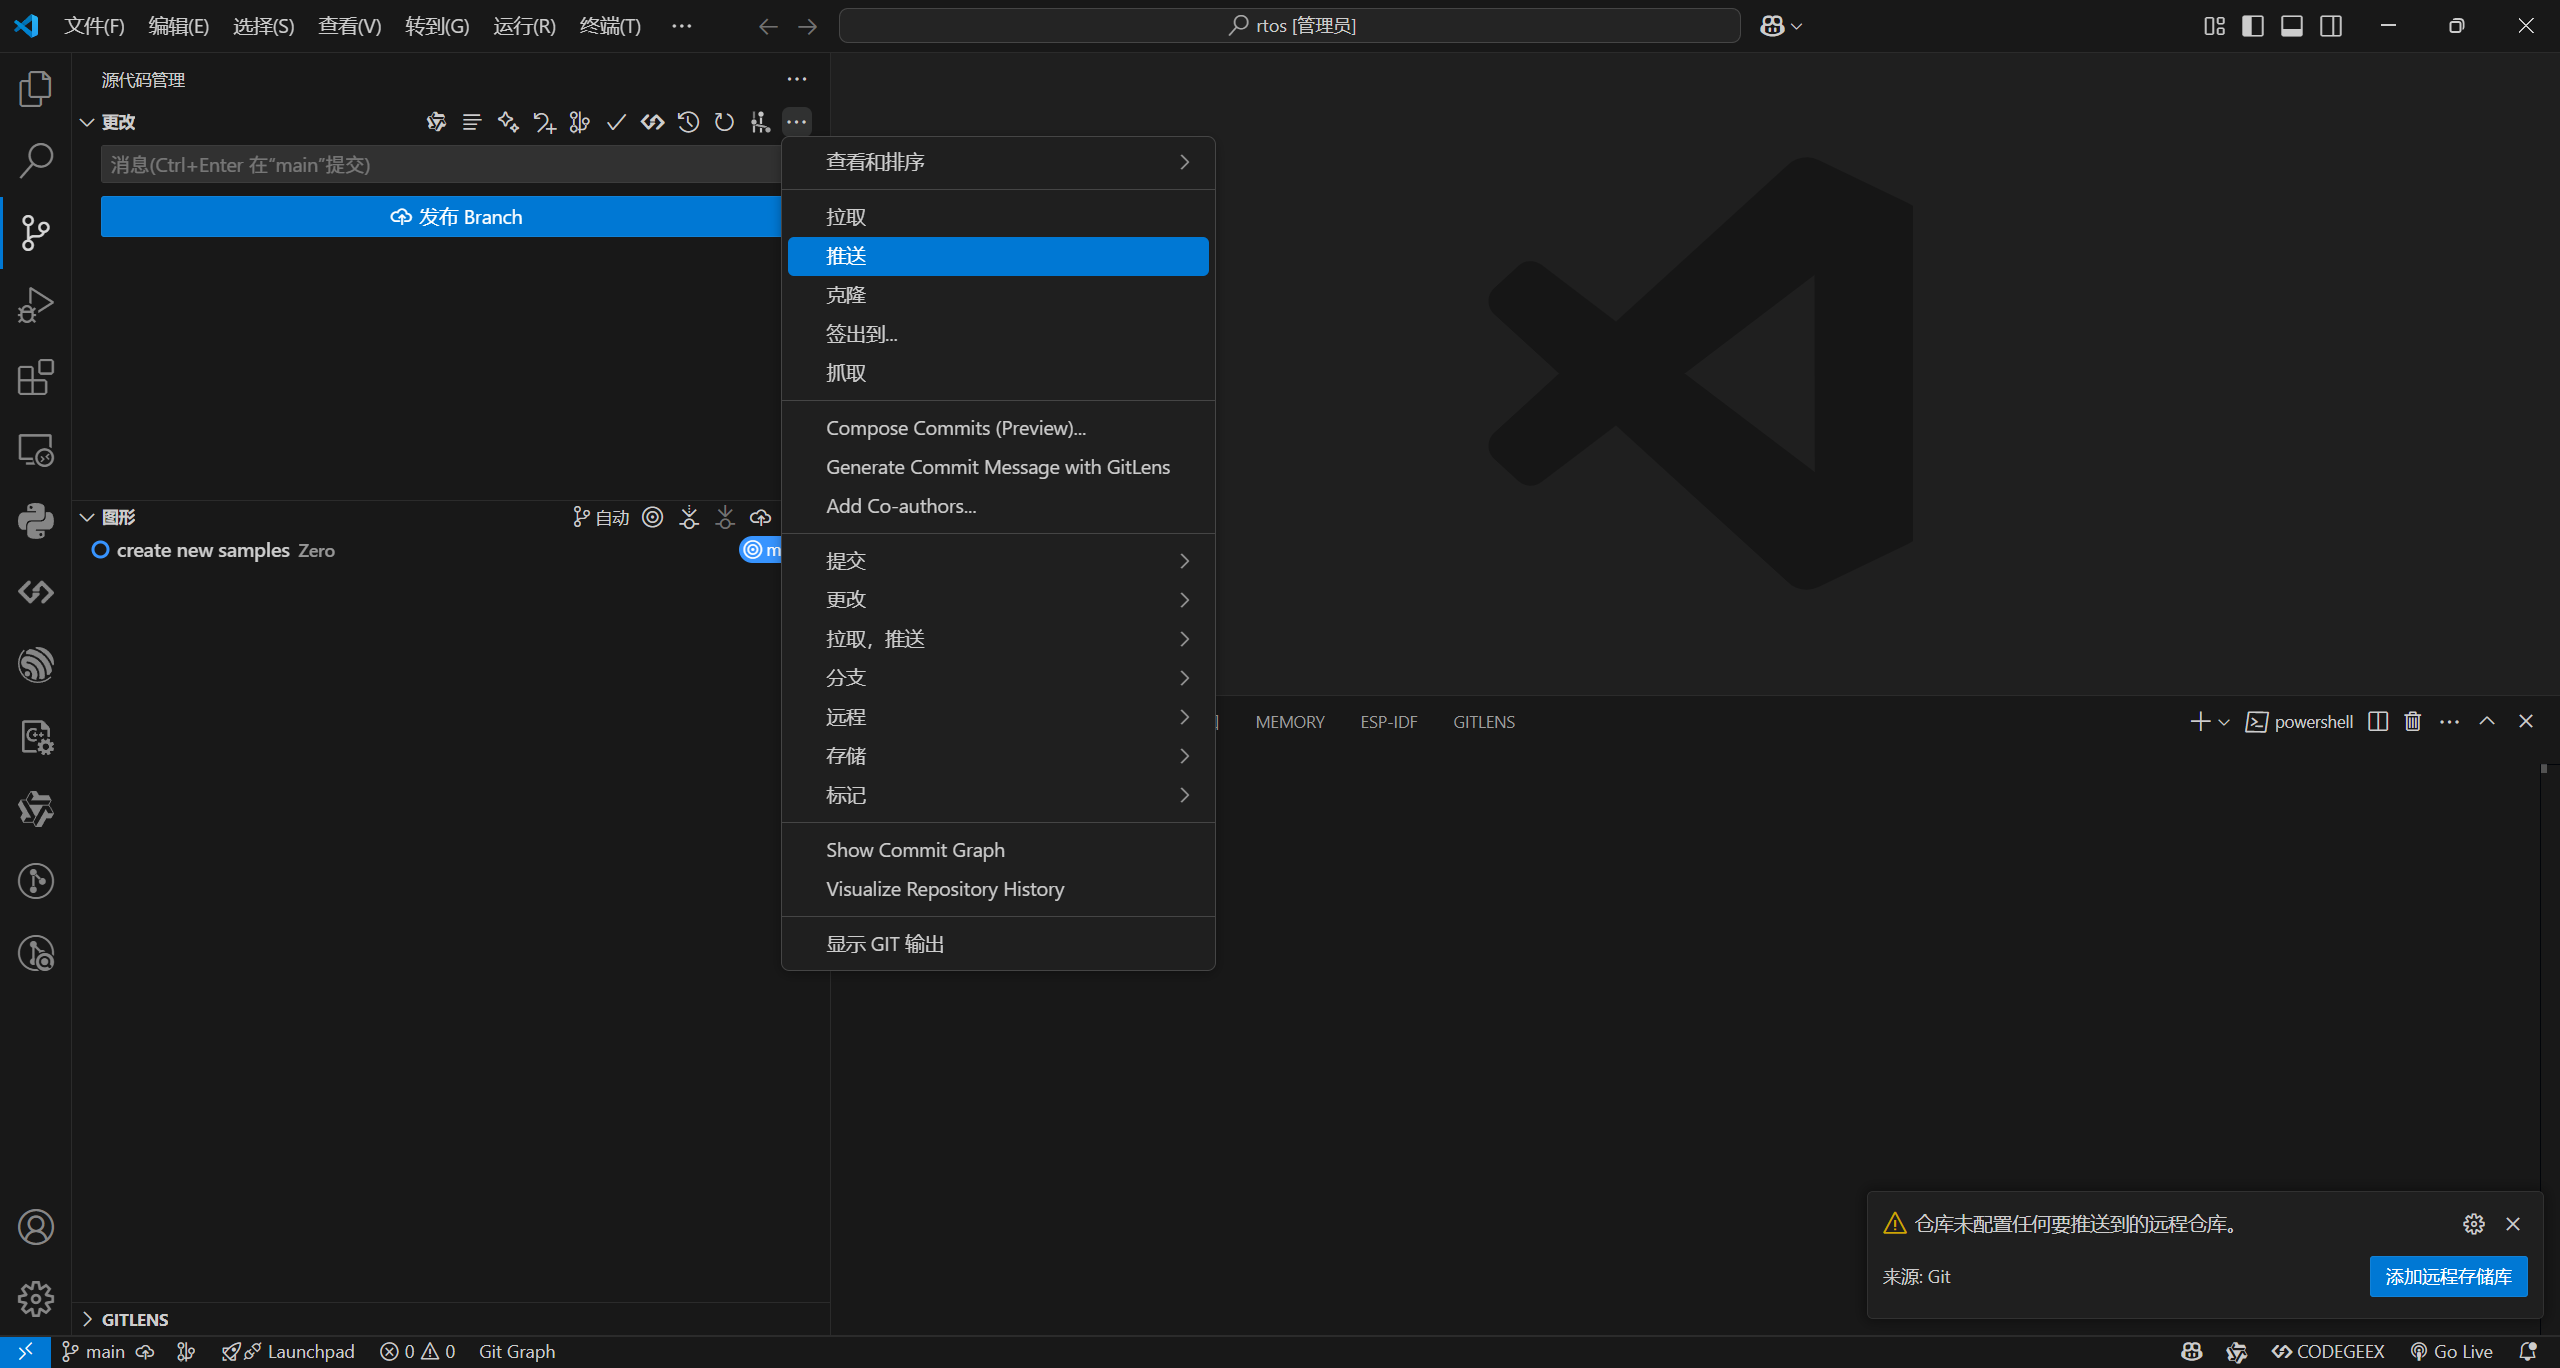 文件(F) 编辑(E) 选择(S) 查看(V) 转到(G) 运行(R) 终端(T) ···
rtos [管理员]
源代码管理
更改
消息(Ctrl+Enter 在“main”提交)
发布 Branch
查看和排序
拉取
推送
克隆
签出到...
抓取
Compose Commits (Preview)...
Generate Commit Message with GitLens
Add Co-authors...
提交
更改
拉取，推送
分支
远程
存储
标记
Show Commit Graph
Visualize Repository History
显示 GIT 输出
图形
自动
create new samples Zero
m
MEMORY ESP-IDF GITLENS
powershell
仓库未配置任何要推送到的远程仓库。
来源: Git
添加远程存储库
GITLENS
main Launchpad 0 0 Git Graph
CODEGEEX Go Live